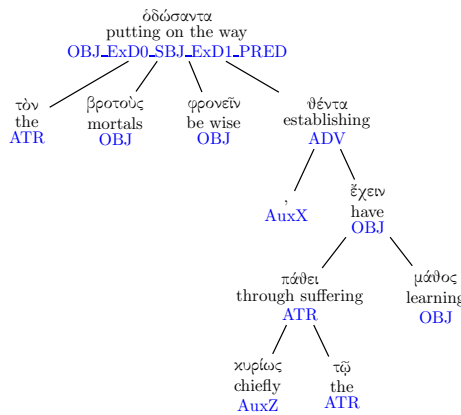 ὁδώσαντα
putting on the way
OBJ_ExD0_SBJ_ExD1_PRED
τὸν
the
ATR
βροτοὺς
mortals
OBJ
φρονεῖν
be wise
OBJ
θέντα
establishing
ADV
,
AuxX
ἔχειν
have
OBJ
πάθει
through suffering
ATR
μάθος
learning
OBJ
κυρίως
chiefly
AuxZ
τῷ
the
ATR